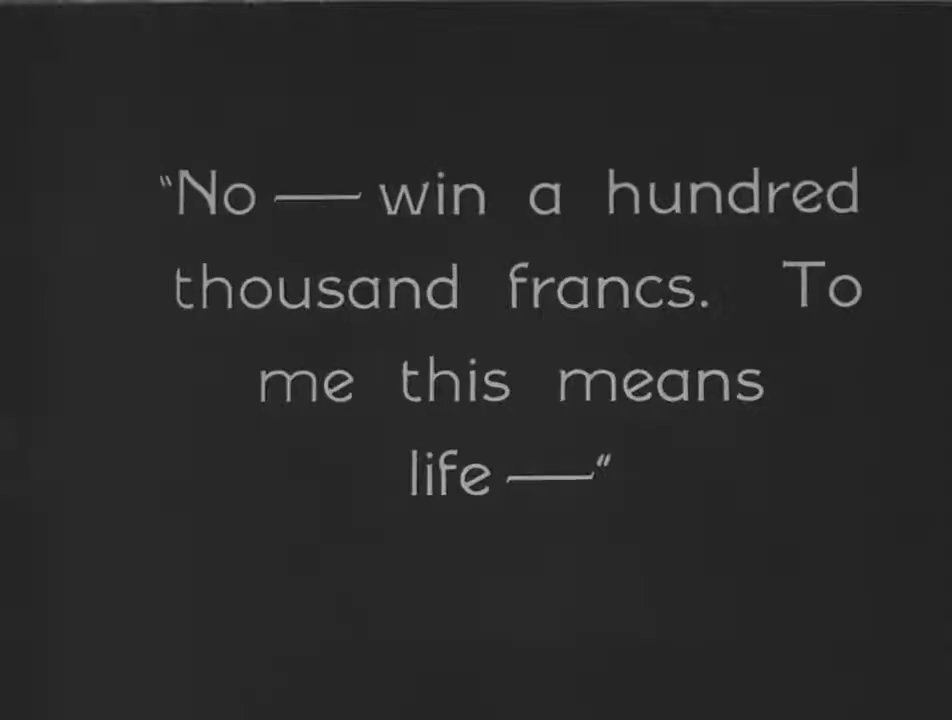 "No — win a hundred
thousand francs. To
me this means
life —"